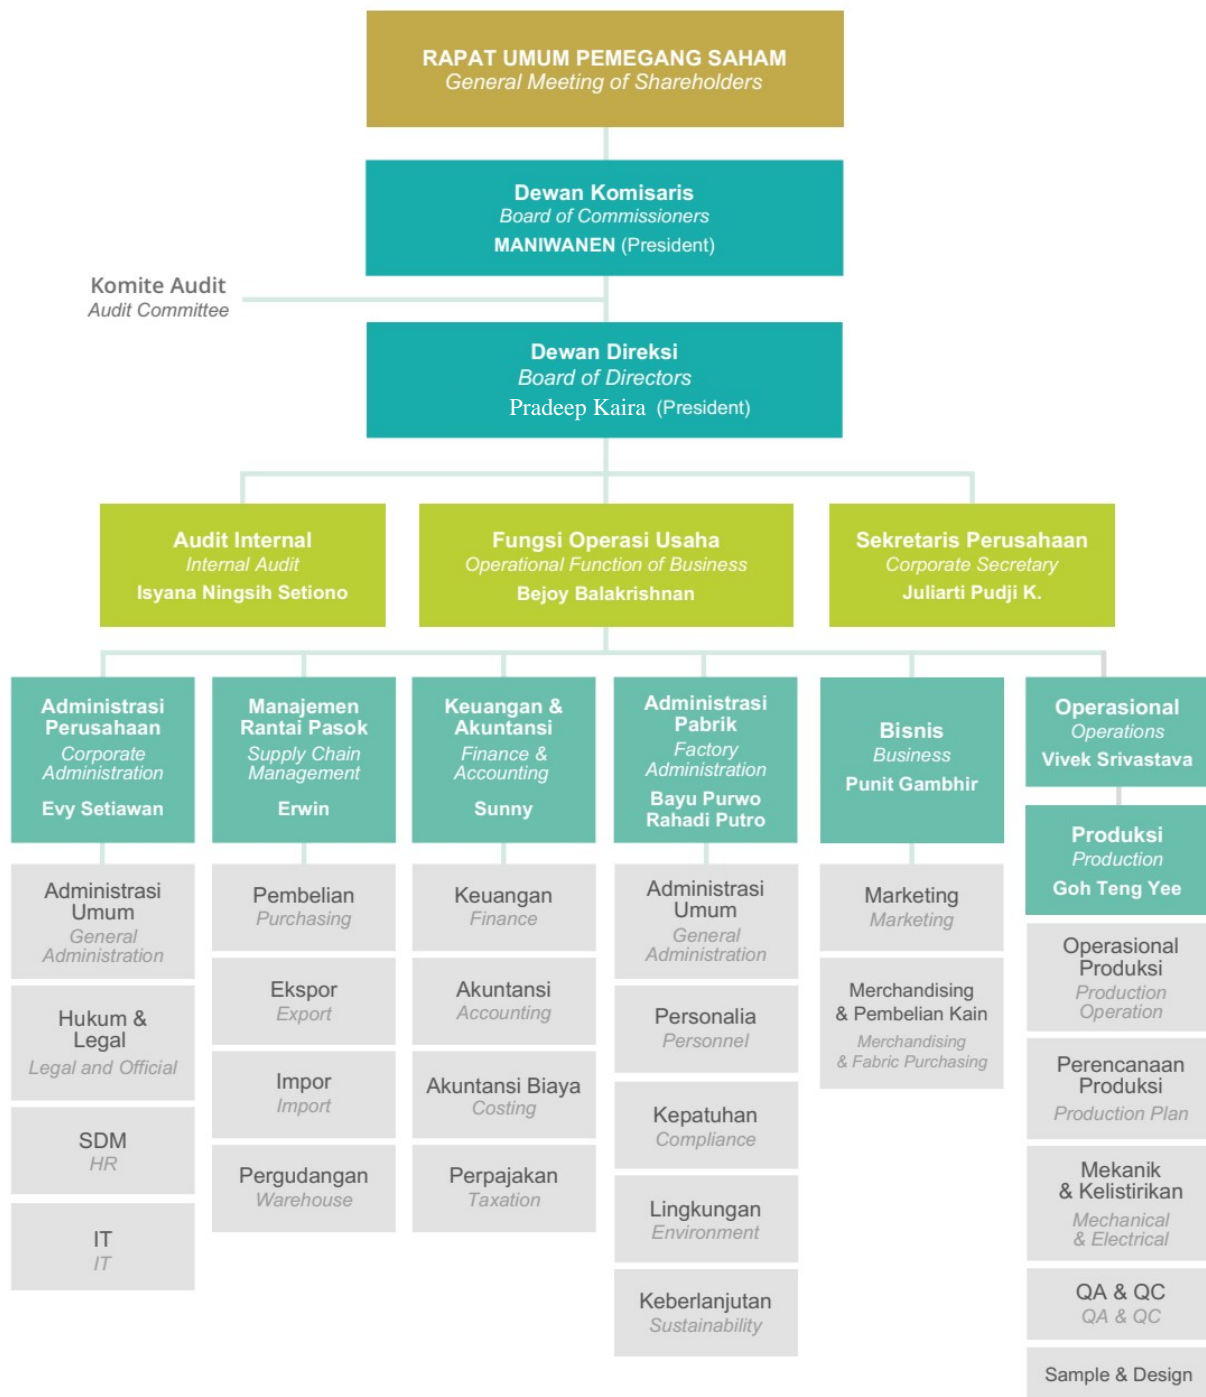 RAPAT UMUM PEMEGANG SAHAM
General Meeting of Shareholders
Dewan Komisaris
Board of Commissioners
MANIWANEN (President)
Komite Audit
Audit Committee
Dewan Direksi
Board of Directors
Pradeep Kaira (President)
Audit Internal
Internal Audit
Isyana Ningsih Setiono
Fungsi Operasi Usaha
Operational Function of Business
Bejoy Balakrishnan
Sekretaris Perusahaan
Corporate Secretary
Juliarti Pudji K.
Administrasi
Perusahaan
Corporate
Administration
Evy Setiawan
Manajemen
Rantai Pasok
Supply Chain
Management
Erwin
Keuangan &
Akuntansi
Finance &
Accounting
Sunny
Administrasi
Pabrik
Factory
Administration
Bayu Purwo
Rahadi Putro
Bisnis
Business
Punit Gambhir
Operasional
Operations
Vivek Srivastava
Produksi
Production
Goh Teng Yee
Administrasi
Umum
General
Administration
Hukum &
Legal
Legal and Official
SDM
HR
IT
IT
Pembelian
Purchasing
Ekspor
Export
Impor
Import
Pergudangan
Warehouse
Keuangan
Finance
Akuntansi
Accounting
Akuntansi Biaya
Costing
Perpajakan
Taxation
Administrasi
Umum
General
Administration
Personalia
Personnel
Kepatuhan
Compliance
Lingkungan
Environment
Keberlanjutan
Sustainability
Marketing
Marketing
Merchandising
& Pembelian Kain
Merchandising
& Fabric Purchasing
Operasional
Produksi
Production
Operation
Perencanaan
Produksi
Production Plan
Mekanik
& Kelistirikan
Mechanical
& Electrical
QA & QC
QA & QC
Sample & Design